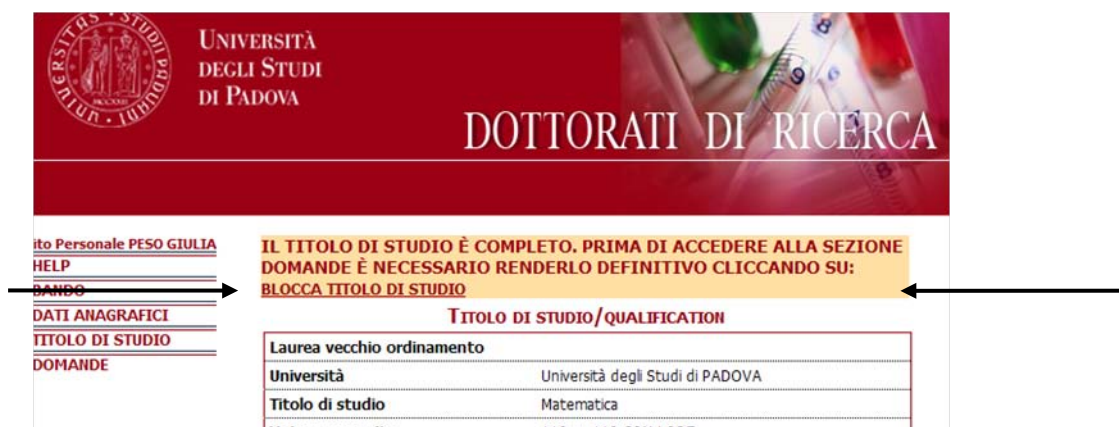 UNIVERSITÀ
DEGLI STUDI
DI PADOVA
DOTTORATI DI RICERCA
ito Personale PESO GIULIA
HELP
BANDO
DATI ANAGRAFICI
TITOLO DI STUDIO
DOMANDE
IL TITOLO DI STUDIO È COMPLETO. PRIMA DI ACCEDERE ALLA SEZIONE
DOMANDE È NECESSARIO RENDERLO DEFINITIVO CLICCANDO SU:
BLOCCA TITOLO DI STUDIO
TITOLO DI STUDIO/QUALIFICATION
Laurea vecchio ordinamento
Università Università degli Studi di PADOVA
Titolo di studio Matematica